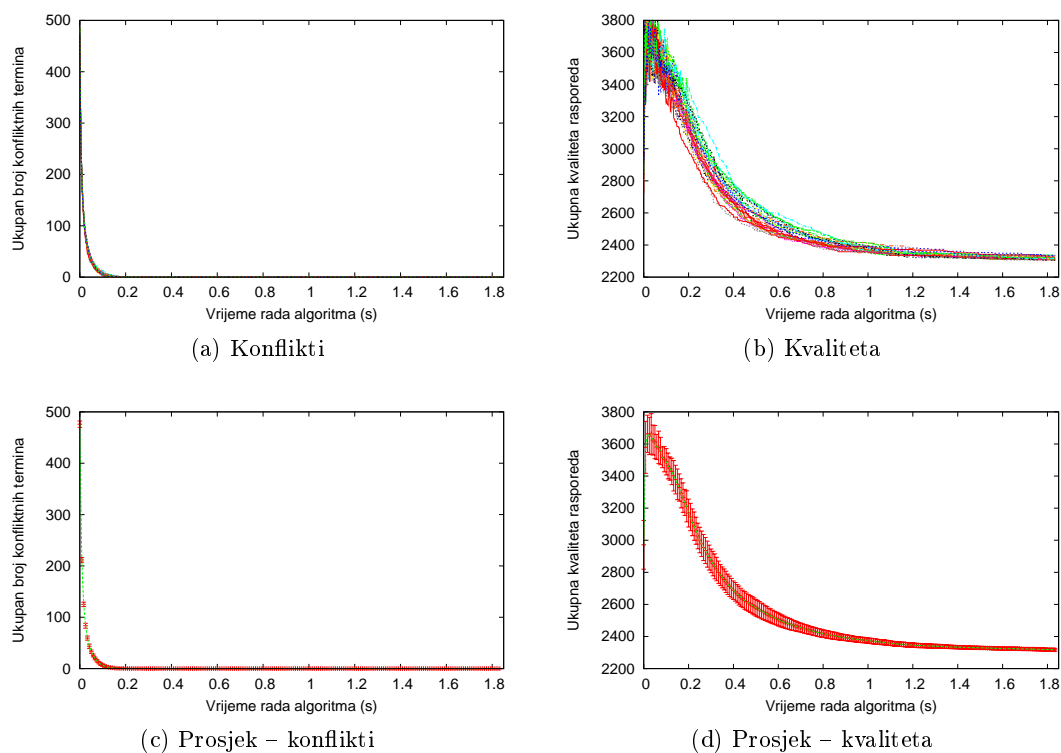 500
400
300
200
100
0
Ukupan broj konfliktnih termina
0 0.2 0.4 0.6 0.8 1 1.2 1.4 1.6 1.8
Vrijeme rada algoritma (s)
(a) Konflikti
3800
3600
3400
3200
3000
2800
2600
2400
2200
Ukupna kvaliteta rasporeda
0 0.2 0.4 0.6 0.8 1 1.2 1.4 1.6 1.8
Vrijeme rada algoritma (s)
(b) Kvaliteta
500
400
300
200
100
0
Ukupan broj konfliktnih termina
0 0.2 0.4 0.6 0.8 1 1.2 1.4 1.6 1.8
Vrijeme rada algoritma (s)
(c) Prosjek – konflikti
3800
3600
3400
3200
3000
2800
2600
2400
2200
Ukupna kvaliteta rasporeda
0 0.2 0.4 0.6 0.8 1 1.2 1.4 1.6 1.8
Vrijeme rada algoritma (s)
(d) Prosjek – kvaliteta